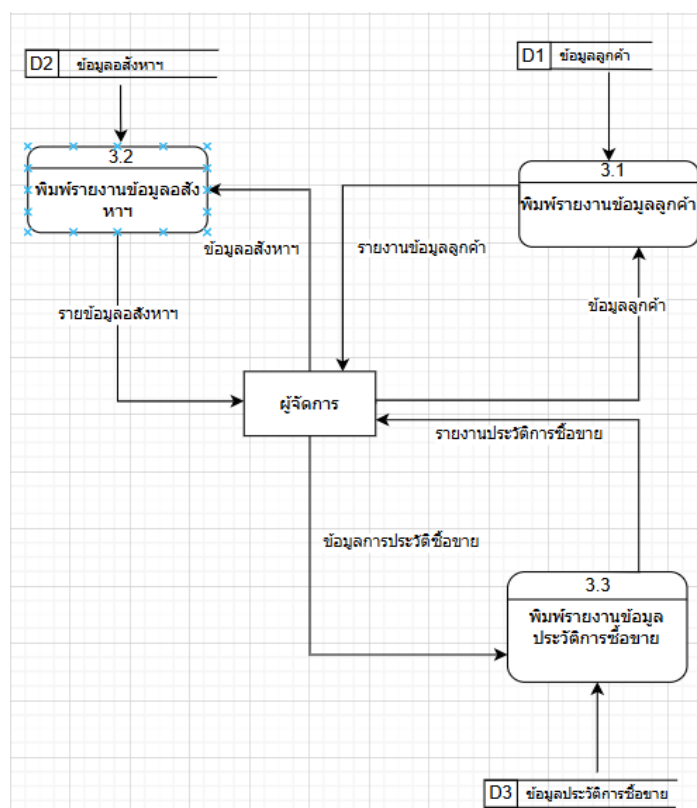 D2 ข้อมูลอสังหาฯ
D1 ข้อมูลลูกค้า
3.2
พิมพ์รายงานข้อมูลอสัง
หาฯ
3.1
พิมพ์รายงานข้อมูลลูกค้า
ข้อมูลอสังหาฯ
รายงานข้อมูลลูกค้า
รายข้อมูลอสังหาฯ
ข้อมูลลูกค้า
ผู้จัดการ
รายงานประวัติการซื้อขาย
ข้อมูลการประวัติซื้อขาย
3.3
พิมพ์รายงานข้อมูล
ประวัติการซื้อขาย
D3 ข้อมูลประวัติการซื้อขาย